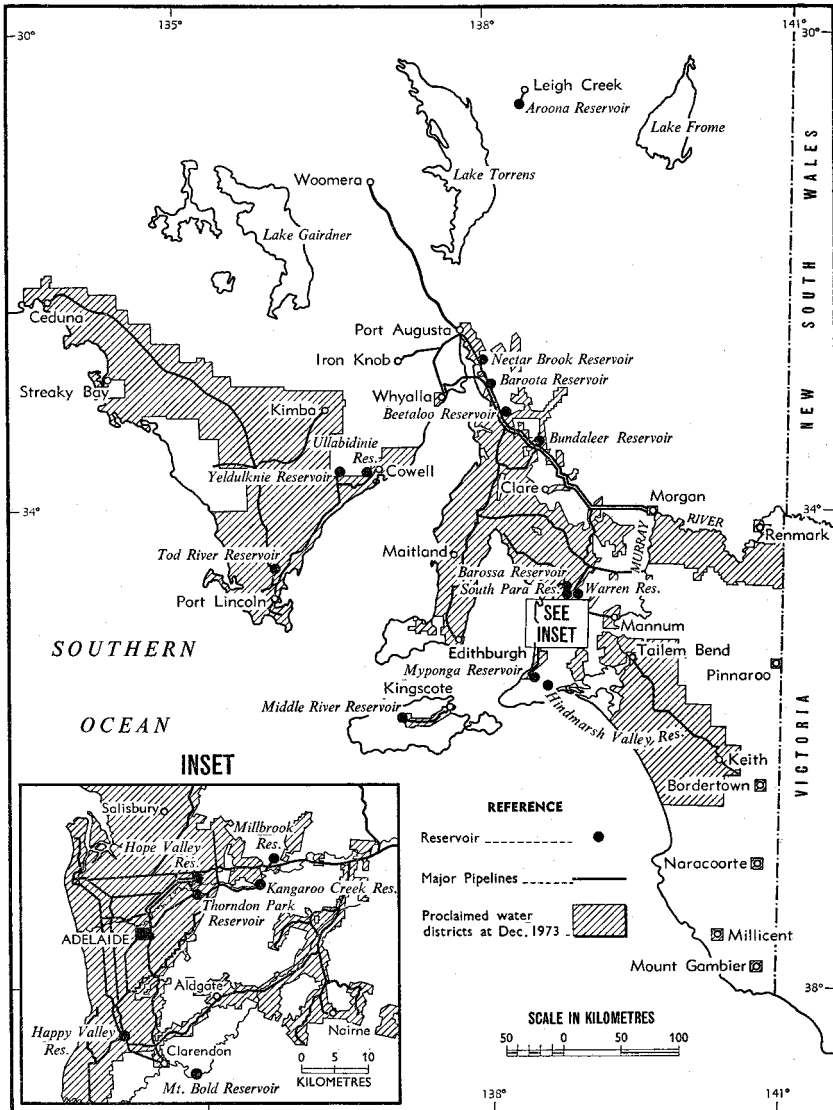 135°
138°
141°
30°
30°
Leigh Creek
Aroona Reservoir
Lake Frome
Lake Torrens
Woomera
Lake Gairdner
NEW SOUTH WALES
Ceduna
Port Augusta
Iron Knob
Nectar Brook Reservoir
Baroota Reservoir
Streaky Bay
Whyalla
Beetaloo Reservoir
Kimba
Bundaleer Reservoir
Ullabidinie
Res.
Yeldulknie Reservoir
Cowell
Clare
Morgan
34°
34°
RIVER
MURRAY
Renmark
Tod River Reservoir
Maitland
Barossa Reservoir
South Para Res.
Warren Res.
Port Lincoln
SEE
INSET
Mannum
SOUTHERN
Edithburgh
Tailem Bend
Myponga Reservoir
Pinnaroo
Kingscote
Middle River Reservoir
Hindmarsh Valley Res.
OCEAN
VICTORIA
Keith
Bordertown
INSET
Salisbury
Hope Valley
Res.
Millbrook
Res.
Kangaroo Creek Res.
Thorndon Park
Reservoir
ADELAIDE
Aldgate
Happy Valley
Res.
Clarendon
Nairne
Mt. Bold Reservoir
0 5 10
KILOMETRES
REFERENCE
Reservoir
Major Pipelines
Proclaimed water
districts at Dec. 1973
Naracoorte
Millicent
Mount Gambier
38°
SCALE IN KILOMETRES
50 0 50 100
138°
141°